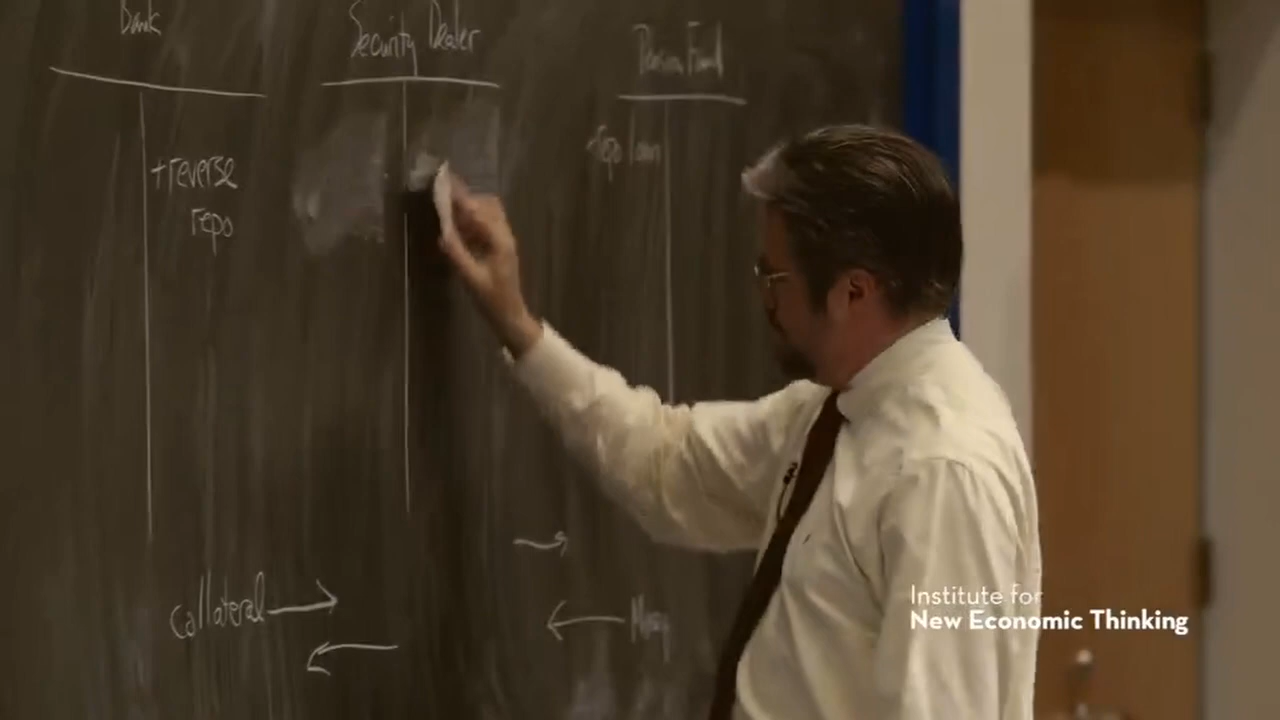 Bank
Security Dealer
Pension Fund
+reverse
repo
repo loan
Collateral
Money
Institute for
New Economic Thinking